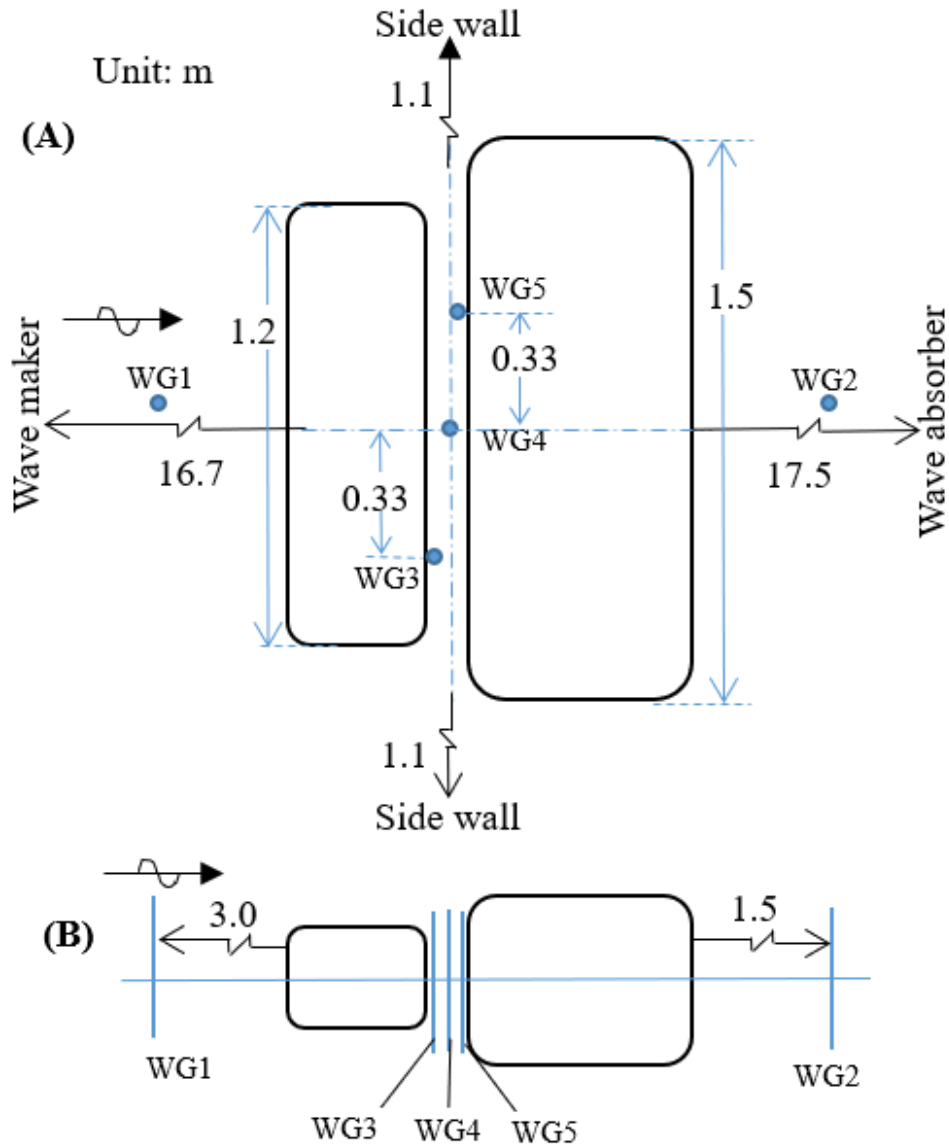 Side wall
Unit: m
1.1
(A)
WG5
1.2
1.5
0.33
Wave maker
WG1
WG2
Wave absorber
WG4
16.7
17.5
0.33
WG3
1.1
Side wall
3.0
1.5
(B)
WG1
WG2
WG3
WG4
WG5